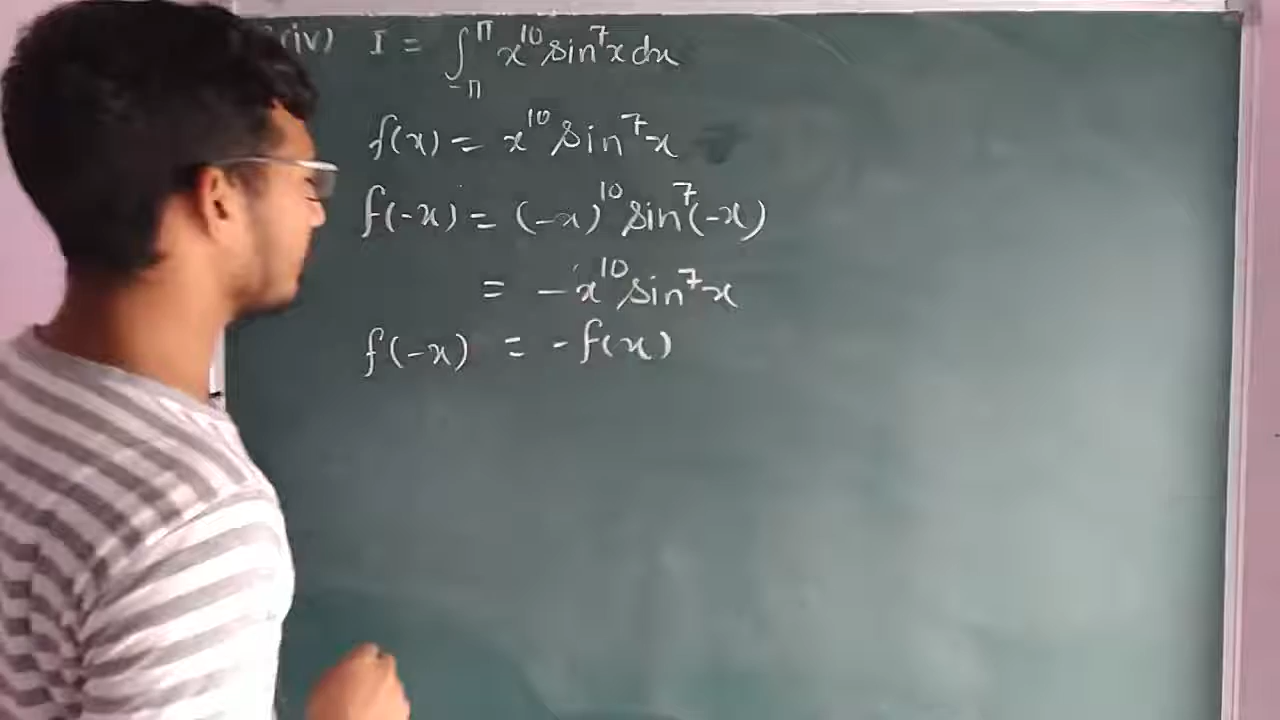 (iv) I = ∫_{-π}^{π} x^{10} sin^7 x dx
f(x) = x^{10} sin^7 x
f(-x) = (-x)^{10} sin^7(-x)
= -x^{10} sin^7 x
f(-x) = -f(x)